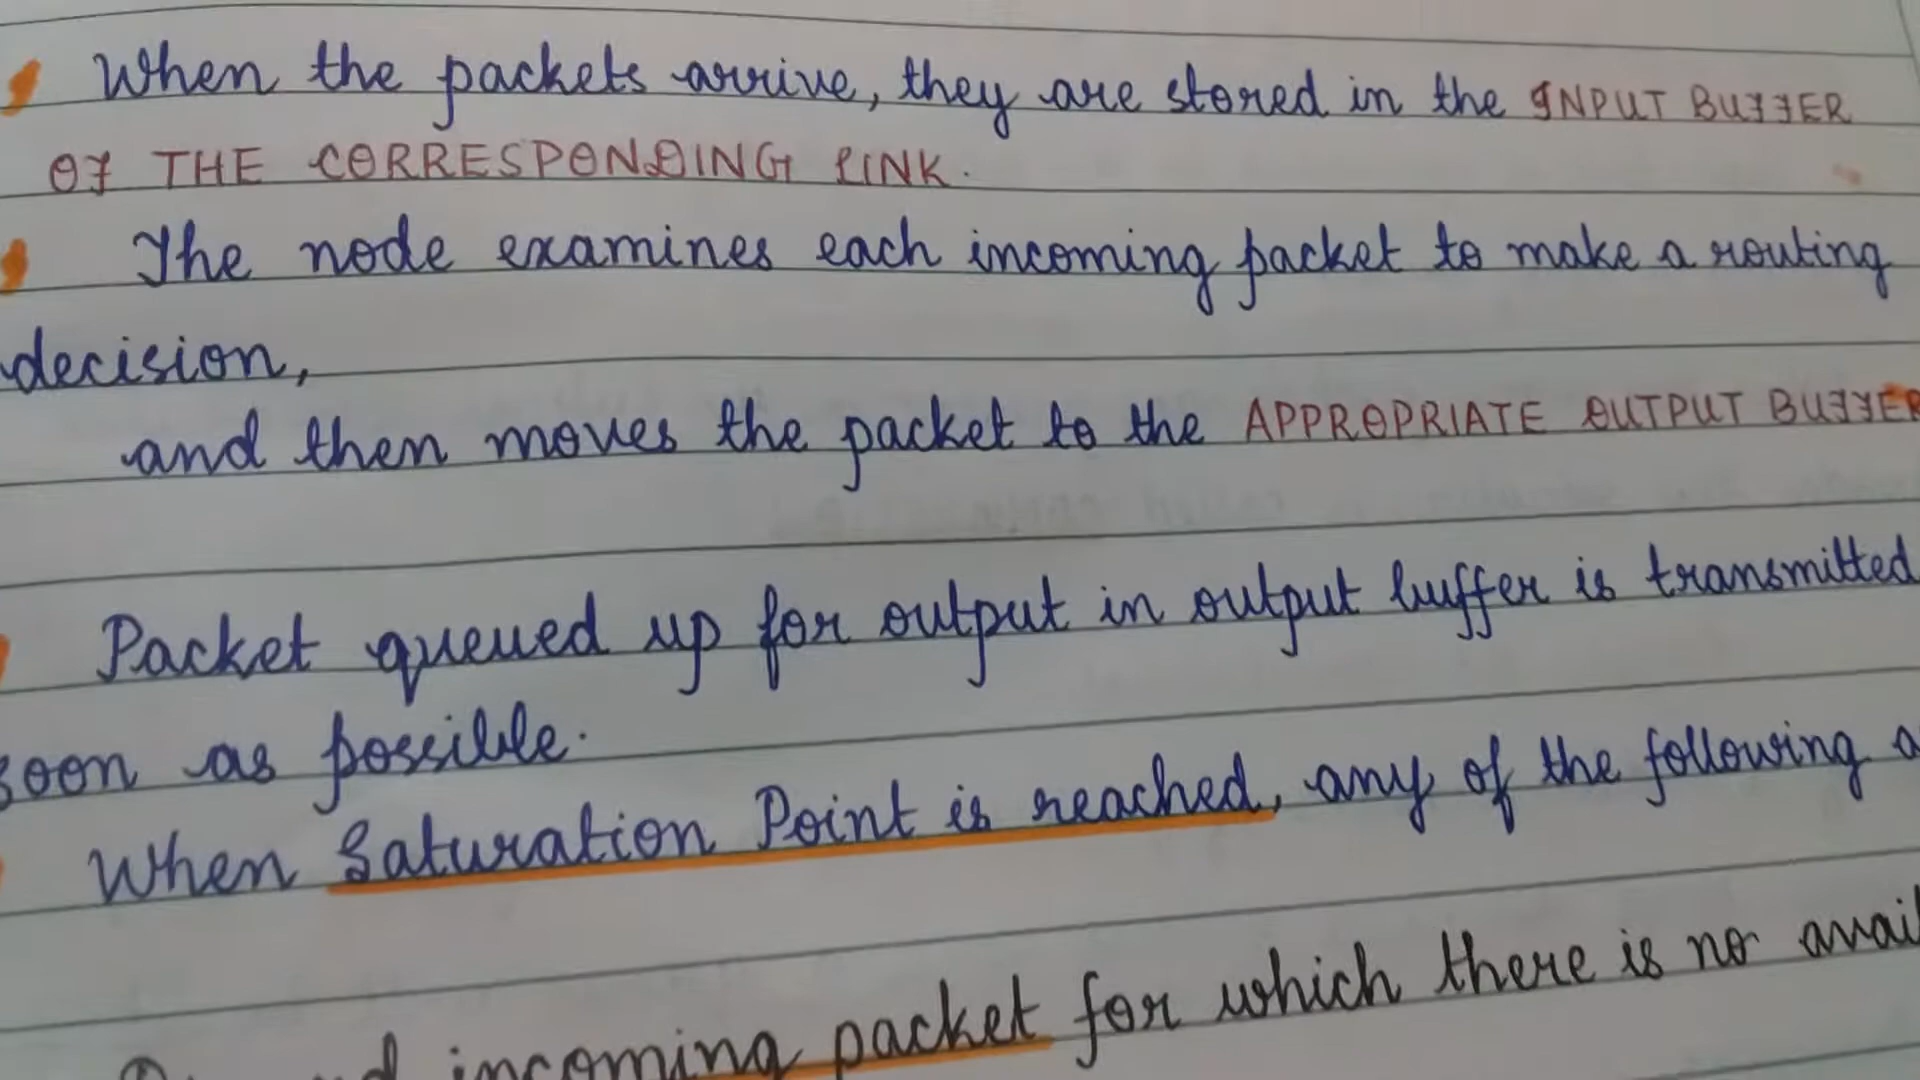 When the packets arrive, they are stored in the INPUT BUFFER
OF THE CORRESPONDING LINK.
The node examines each incoming packet to make a routing
decision,
and then moves the packet to the APPROPRIATE OUTPUT BUFFER
Packet queued up for output in output buffer is transmitted
soon as possible.
When Saturation Point is reached, any of the following
incoming packet for which there is no